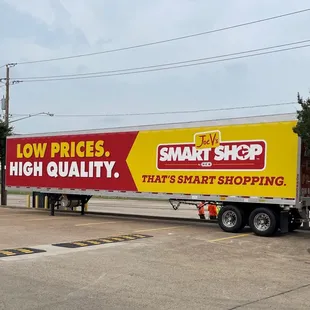 LOW PRICES.
HIGH QUALITY.
Joe V's
SMART SHOP
THAT'S SMART SHOPPING.